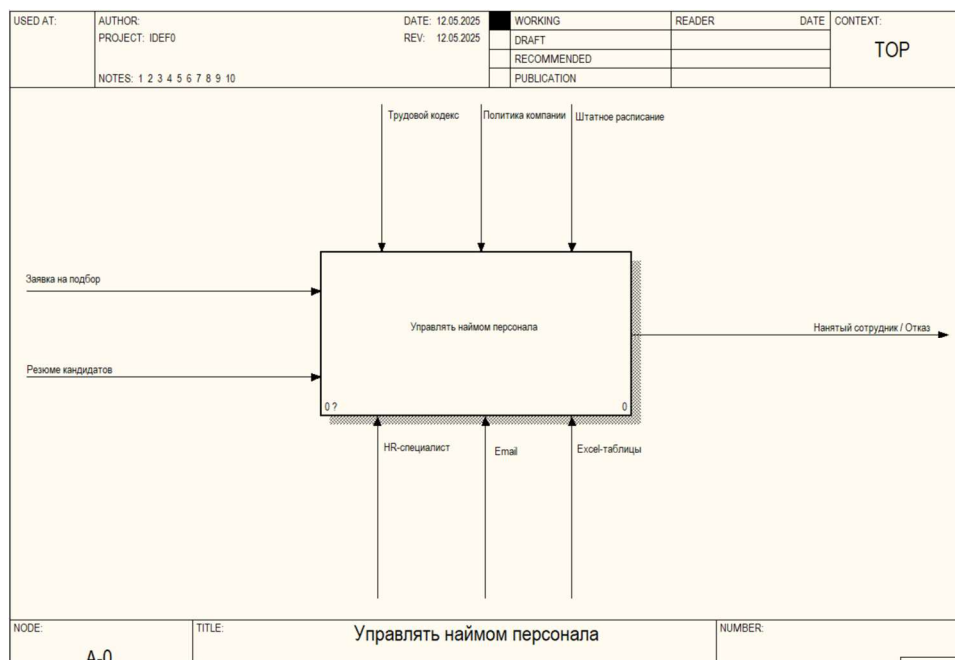 USED AT:
AUTHOR:
DATE: 12.05.2025
WORKING
READER
DATE
CONTEXT:
PROJECT: IDEF0
REV: 12.05.2025
DRAFT
TOP
RECOMMENDED
NOTES: 1 2 3 4 5 6 7 8 9 10
PUBLICATION
Трудовой кодекс
Политика компании
Штатное расписание
Заявка на подбор
Управлять наймом персонала
Нанятый сотрудник / Отказ
Резюме кандидатов
0 ?
0
HR-специалист
Email
Excel-таблицы
NODE:
TITLE:
Управлять наймом персонала
NUMBER:
A-0